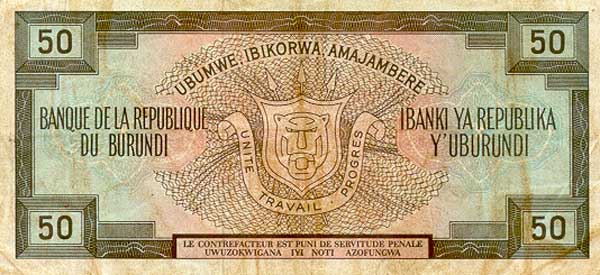 50
50
UBUMWE, IBIKORWA, AMAJAMBERE
BANQUE DE LA REPUBLIQUE
DU BURUNDI
IBANKI YA REPUBLIKA
Y'UBURUNDI
UNITE TRAVAIL PROGRES
50
50
LE CONTREFACTEUR EST PUNI DE SERVITUDE PENALE
UWUZOKWIGANA IYI NOTI AZOFUNGWA